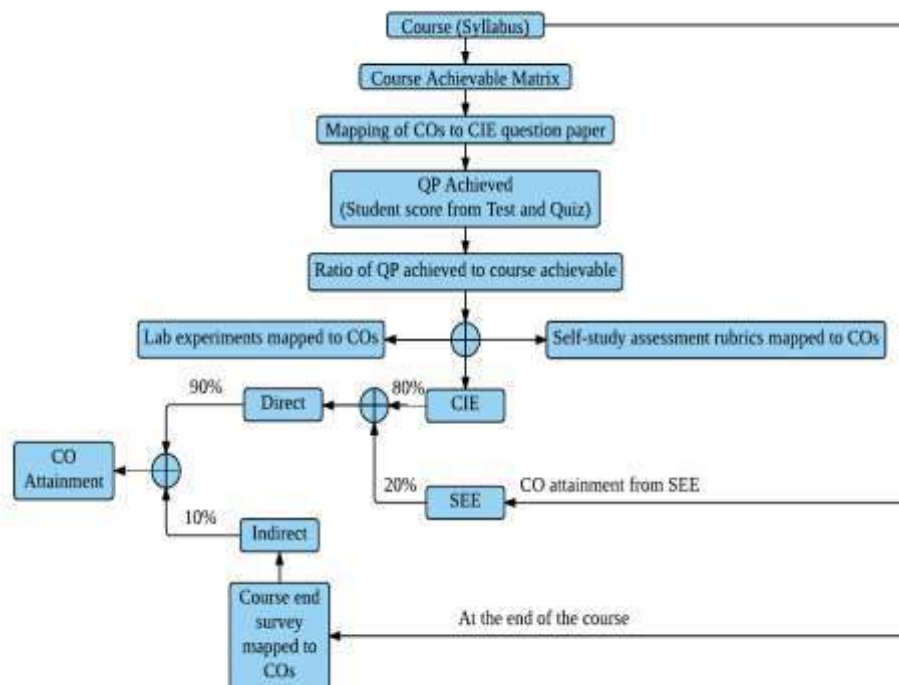 Course (Syllabus)
Course Achievable Matrix
Mapping of COs to CIE question paper
QP Achieved
(Student score from Test and Quiz)
Ratio of QP achieved to course achievable
Lab experiments mapped to COs
Self-study assessment rubrics mapped to COs
90%
Direct
80%
CIE
CO
Attainment
20%
SEE
CO attainment from SEE
10%
Indirect
Course end
survey
mapped to
COs
At the end of the course